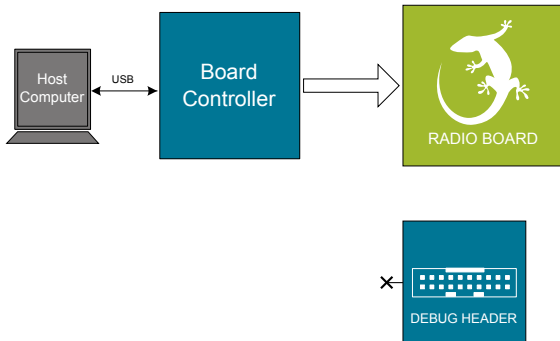 Host
Computer
USB
Board
Controller
RADIO BOARD
DEBUG HEADER